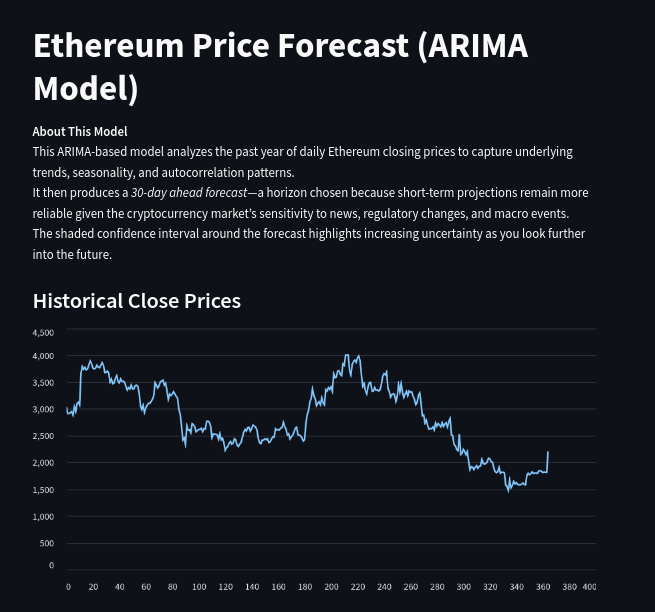 Ethereum Price Forecast (ARIMA
Model)
About This Model
This ARIMA-based model analyzes the past year of daily Ethereum closing prices to capture underlying
trends, seasonality, and autocorrelation patterns.
It then produces a 30-day ahead forecast—a horizon chosen because short-term projections remain more
reliable given the cryptocurrency market's sensitivity to news, regulatory changes, and macro events.
The shaded confidence interval around the forecast highlights increasing uncertainty as you look further
into the future.
Historical Close Prices
4,500
4,000
3,500
3,000
2,500
2,000
1,500
1,000
500
0
0 20 40 60 80 100 120 140 160 180 200 220 240 260 280 300 320 340 360 380 400